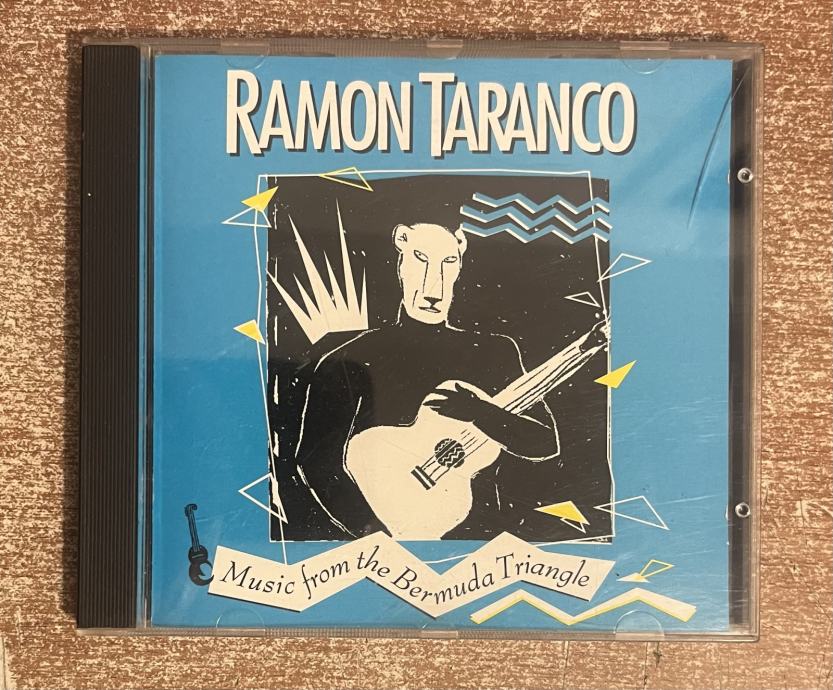 RAMON TARANCO
Music from the Bermuda Triangle